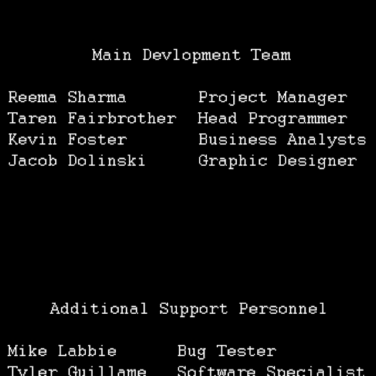 Main Devlopment Team
Reema Sharma Project Manager
Taren Fairbrother Head Programmer
Kevin Foster Business Analysts
Jacob Dolinski Graphic Designer
Additional Support Personnel
Mike Labbie Bug Tester
Tyler Guillame Software Specialist